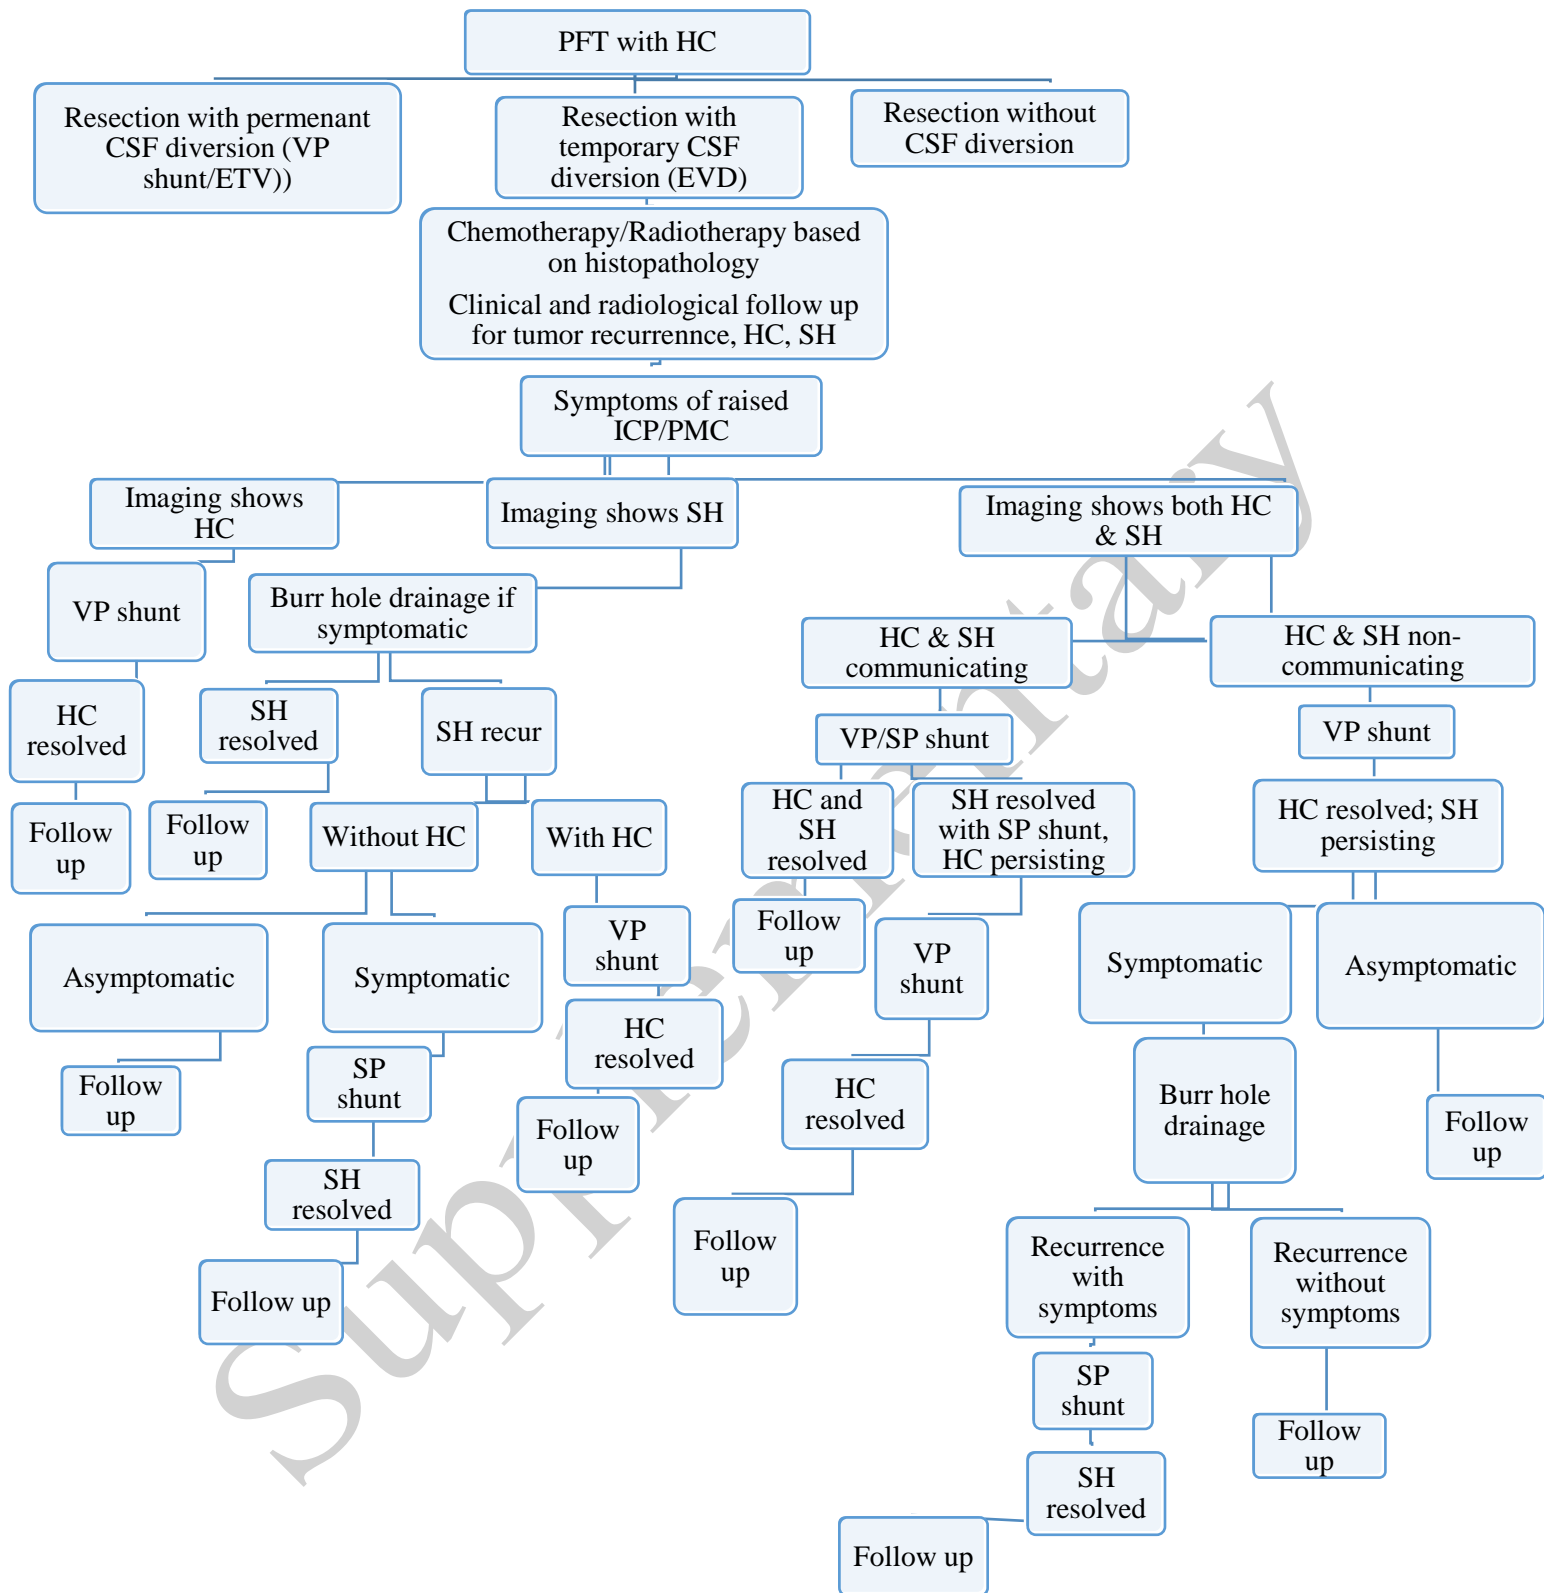 PFT with HC
Resection with permenant
CSF diversion (VP
shunt/ETV))
Resection with
temporary CSF
diversion (EVD)
Resection without
CSF diversion
Chemotherapy/Radiotherapy based
on histopathology
Clinical and radiological follow up
for tumor recurrennce, HC, SH
Symptoms of raised
ICP/PMC
Imaging shows
HC
Imaging shows SH
Imaging shows both HC
& SH
VP shunt
Burr hole drainage if
symptomatic
HC & SH
communicating
HC & SH non-
communicating
HC
resolved
SH
resolved
SH recur
VP/SP shunt
VP shunt
Follow
up
Follow
up
Without HC
With HC
HC and
SH
resolved
SH resolved
with SP shunt,
HC persisting
HC resolved; SH
persisting
Asymptomatic
Symptomatic
VP
shunt
Follow
up
VP
shunt
Symptomatic
Asymptomatic
Follow
up
SP
shunt
HC
resolved
HC
resolved
Burr hole
drainage
Follow
up
SH
resolved
Follow
up
Follow up
Follow
up
Recurrence
with
symptoms
Recurrence
without
symptoms
SP
shunt
Follow
up
SH
resolved
Follow up
Supplementary